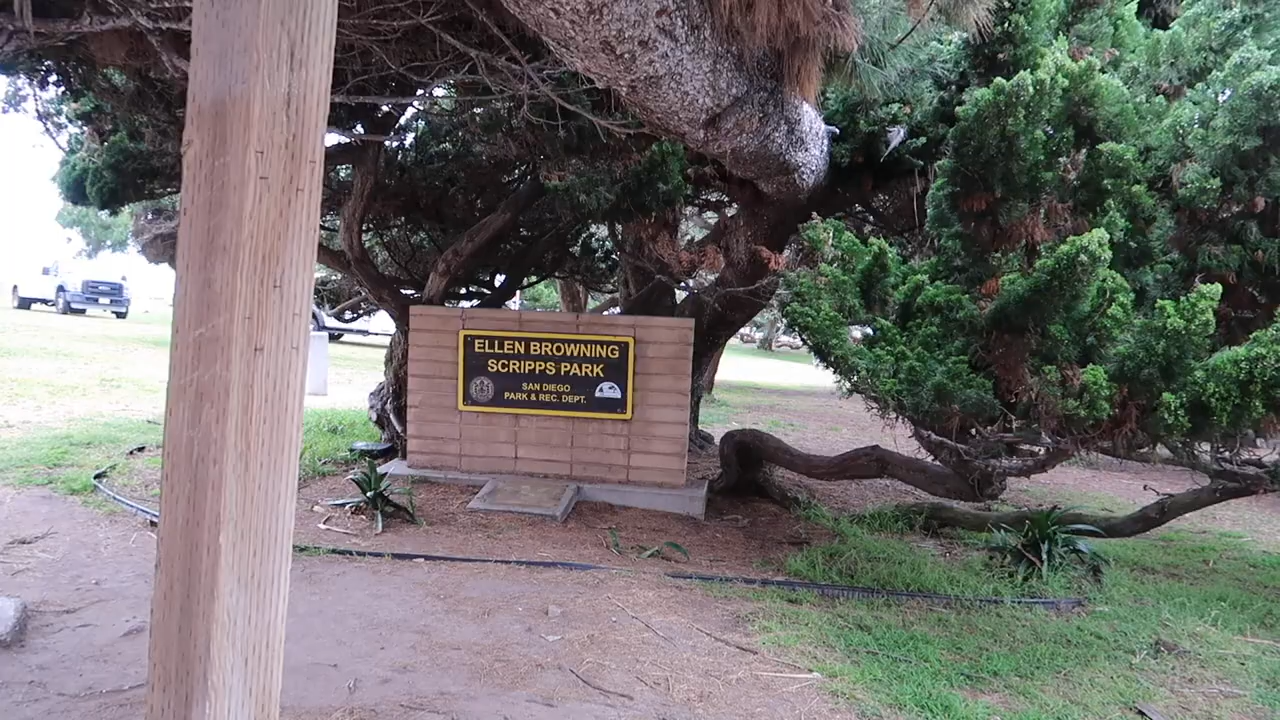 ELLEN BROWNING
SCRIPPS PARK
SAN DIEGO
PARK & REC. DEPT.